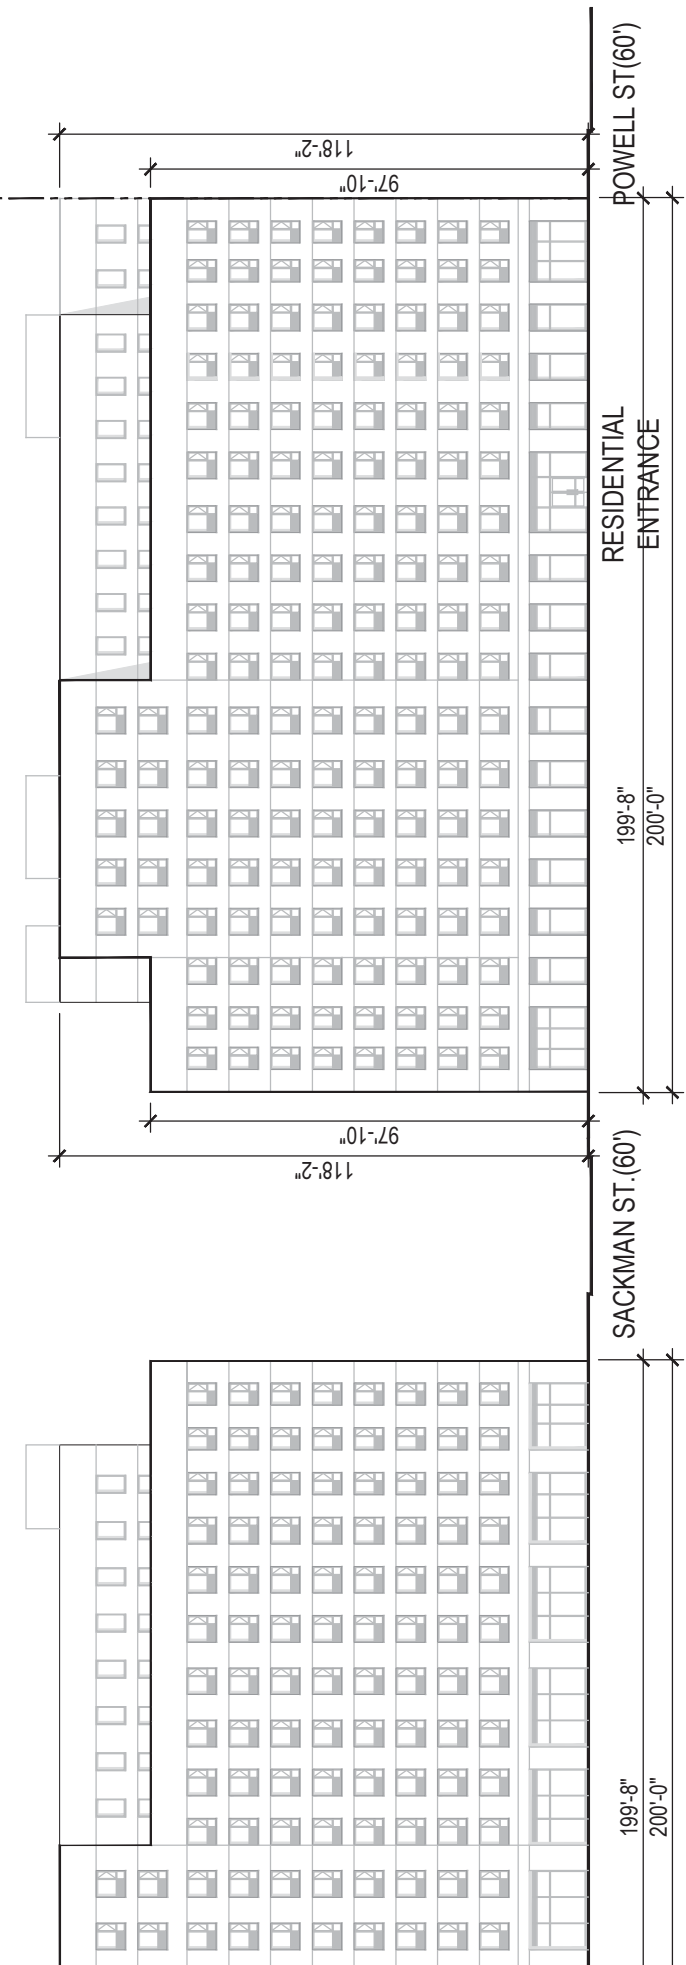 118'-2"
97'-10"
POWELL ST(60')
RESIDENTIAL
ENTRANCE
199'-8"
200'-0"
97'-10"
118'-2"
SACKMAN ST.(60')
199'-8"
200'-0"